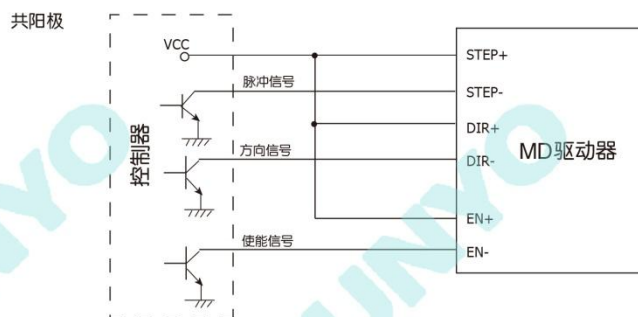 共阳极
VCC
STEP+
脉冲信号
STEP-
DIR+
控制器
方向信号
DIR-
MD驱动器
EN+
使能信号
EN-
UNYO